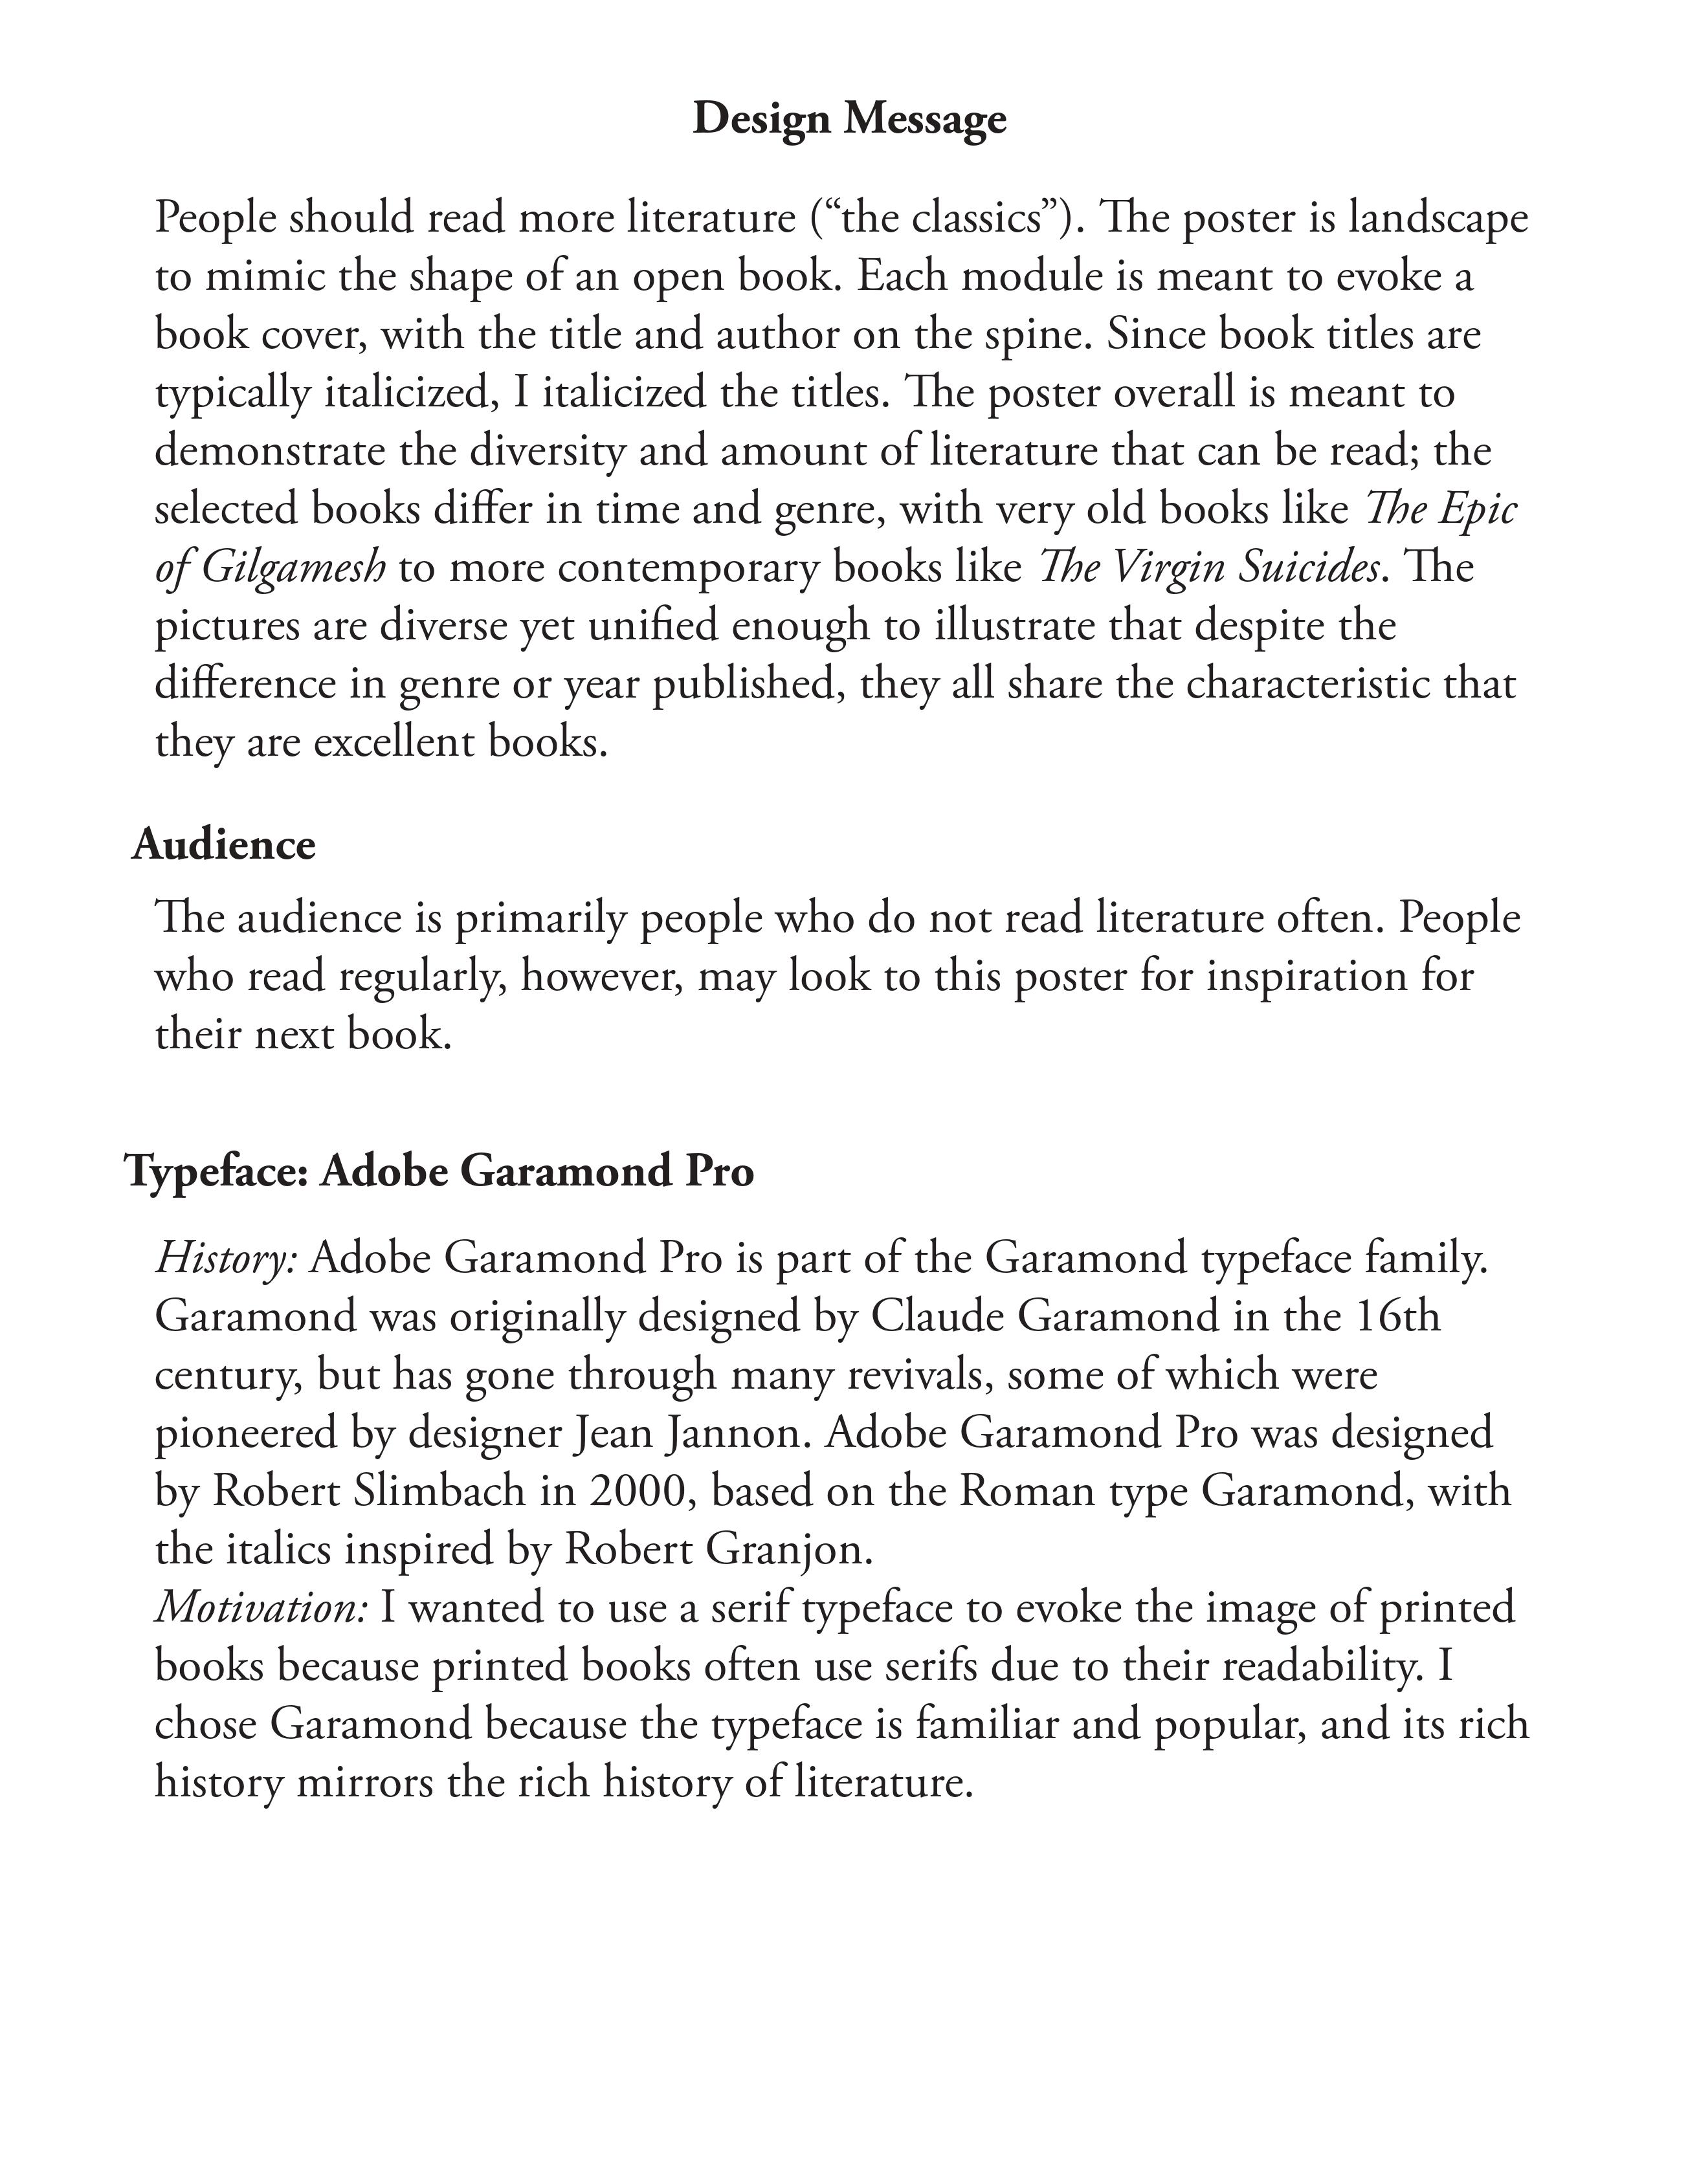 Design Message
People should read more literature (“the classics”). The poster is landscape
to mimic the shape of an open book. Each module is meant to evoke a
book cover, with the title and author on the spine. Since book titles are
typically italicized, I italicized the titles. The poster overall is meant to
demonstrate the diversity and amount of literature that can be read; the
selected books differ in time and genre, with very old books like The Epic
of Gilgamesh to more contemporary books like The Virgin Suicides. The
pictures are diverse yet unified enough to illustrate that despite the
difference in genre or year published, they all share the characteristic that
they are excellent books.
Audience
The audience is primarily people who do not read literature often. People
who read regularly, however, may look to this poster for inspiration for
their next book.
Typeface: Adobe Garamond Pro
History: Adobe Garamond Pro is part of the Garamond typeface family.
Garamond was originally designed by Claude Garamond in the 16th
century, but has gone through many revivals, some of which were
pioneered by designer Jean Jannon. Adobe Garamond Pro was designed
by Robert Slimbach in 2000, based on the Roman type Garamond, with
the italics inspired by Robert Granjon.
Motivation: I wanted to use a serif typeface to evoke the image of printed
books because printed books often use serifs due to their readability. I
chose Garamond because the typeface is familiar and popular, and its rich
history mirrors the rich history of literature.